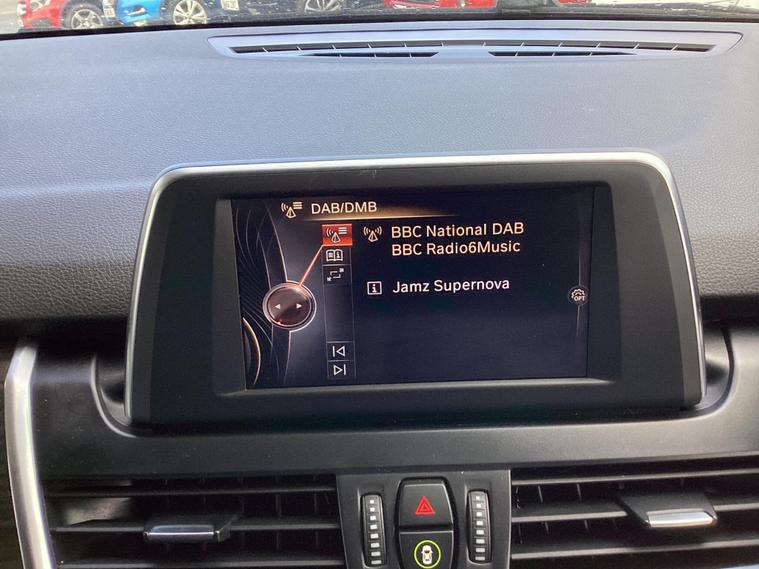 DAB/DMB
BBC National DAB
BBC Radio6Music
Jamz Supernova
OPT